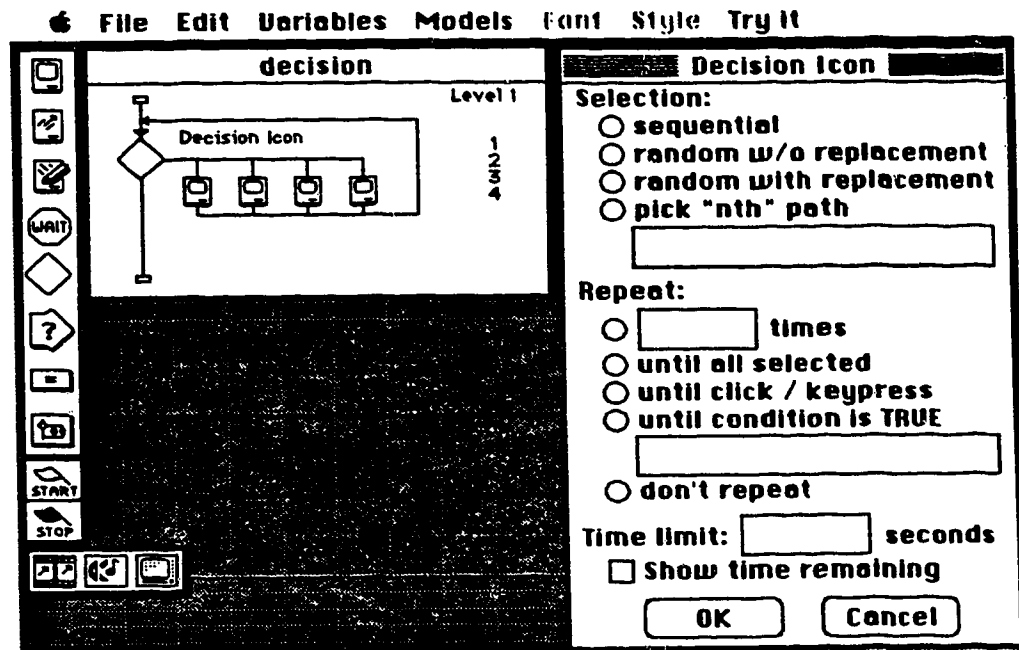 File Edit Variables Models Font Style Try It
decision
Level 1
Decision Icon
1
2
3
4
WAIT
?
=
START
STOP
Decision Icon
Selection:
sequential
random w/o replacement
random with replacement
pick "nth" path
Repeat:
times
until all selected
until click / keypress
until condition is TRUE
don't repeat
Time limit: seconds
Show time remaining
OK Cancel